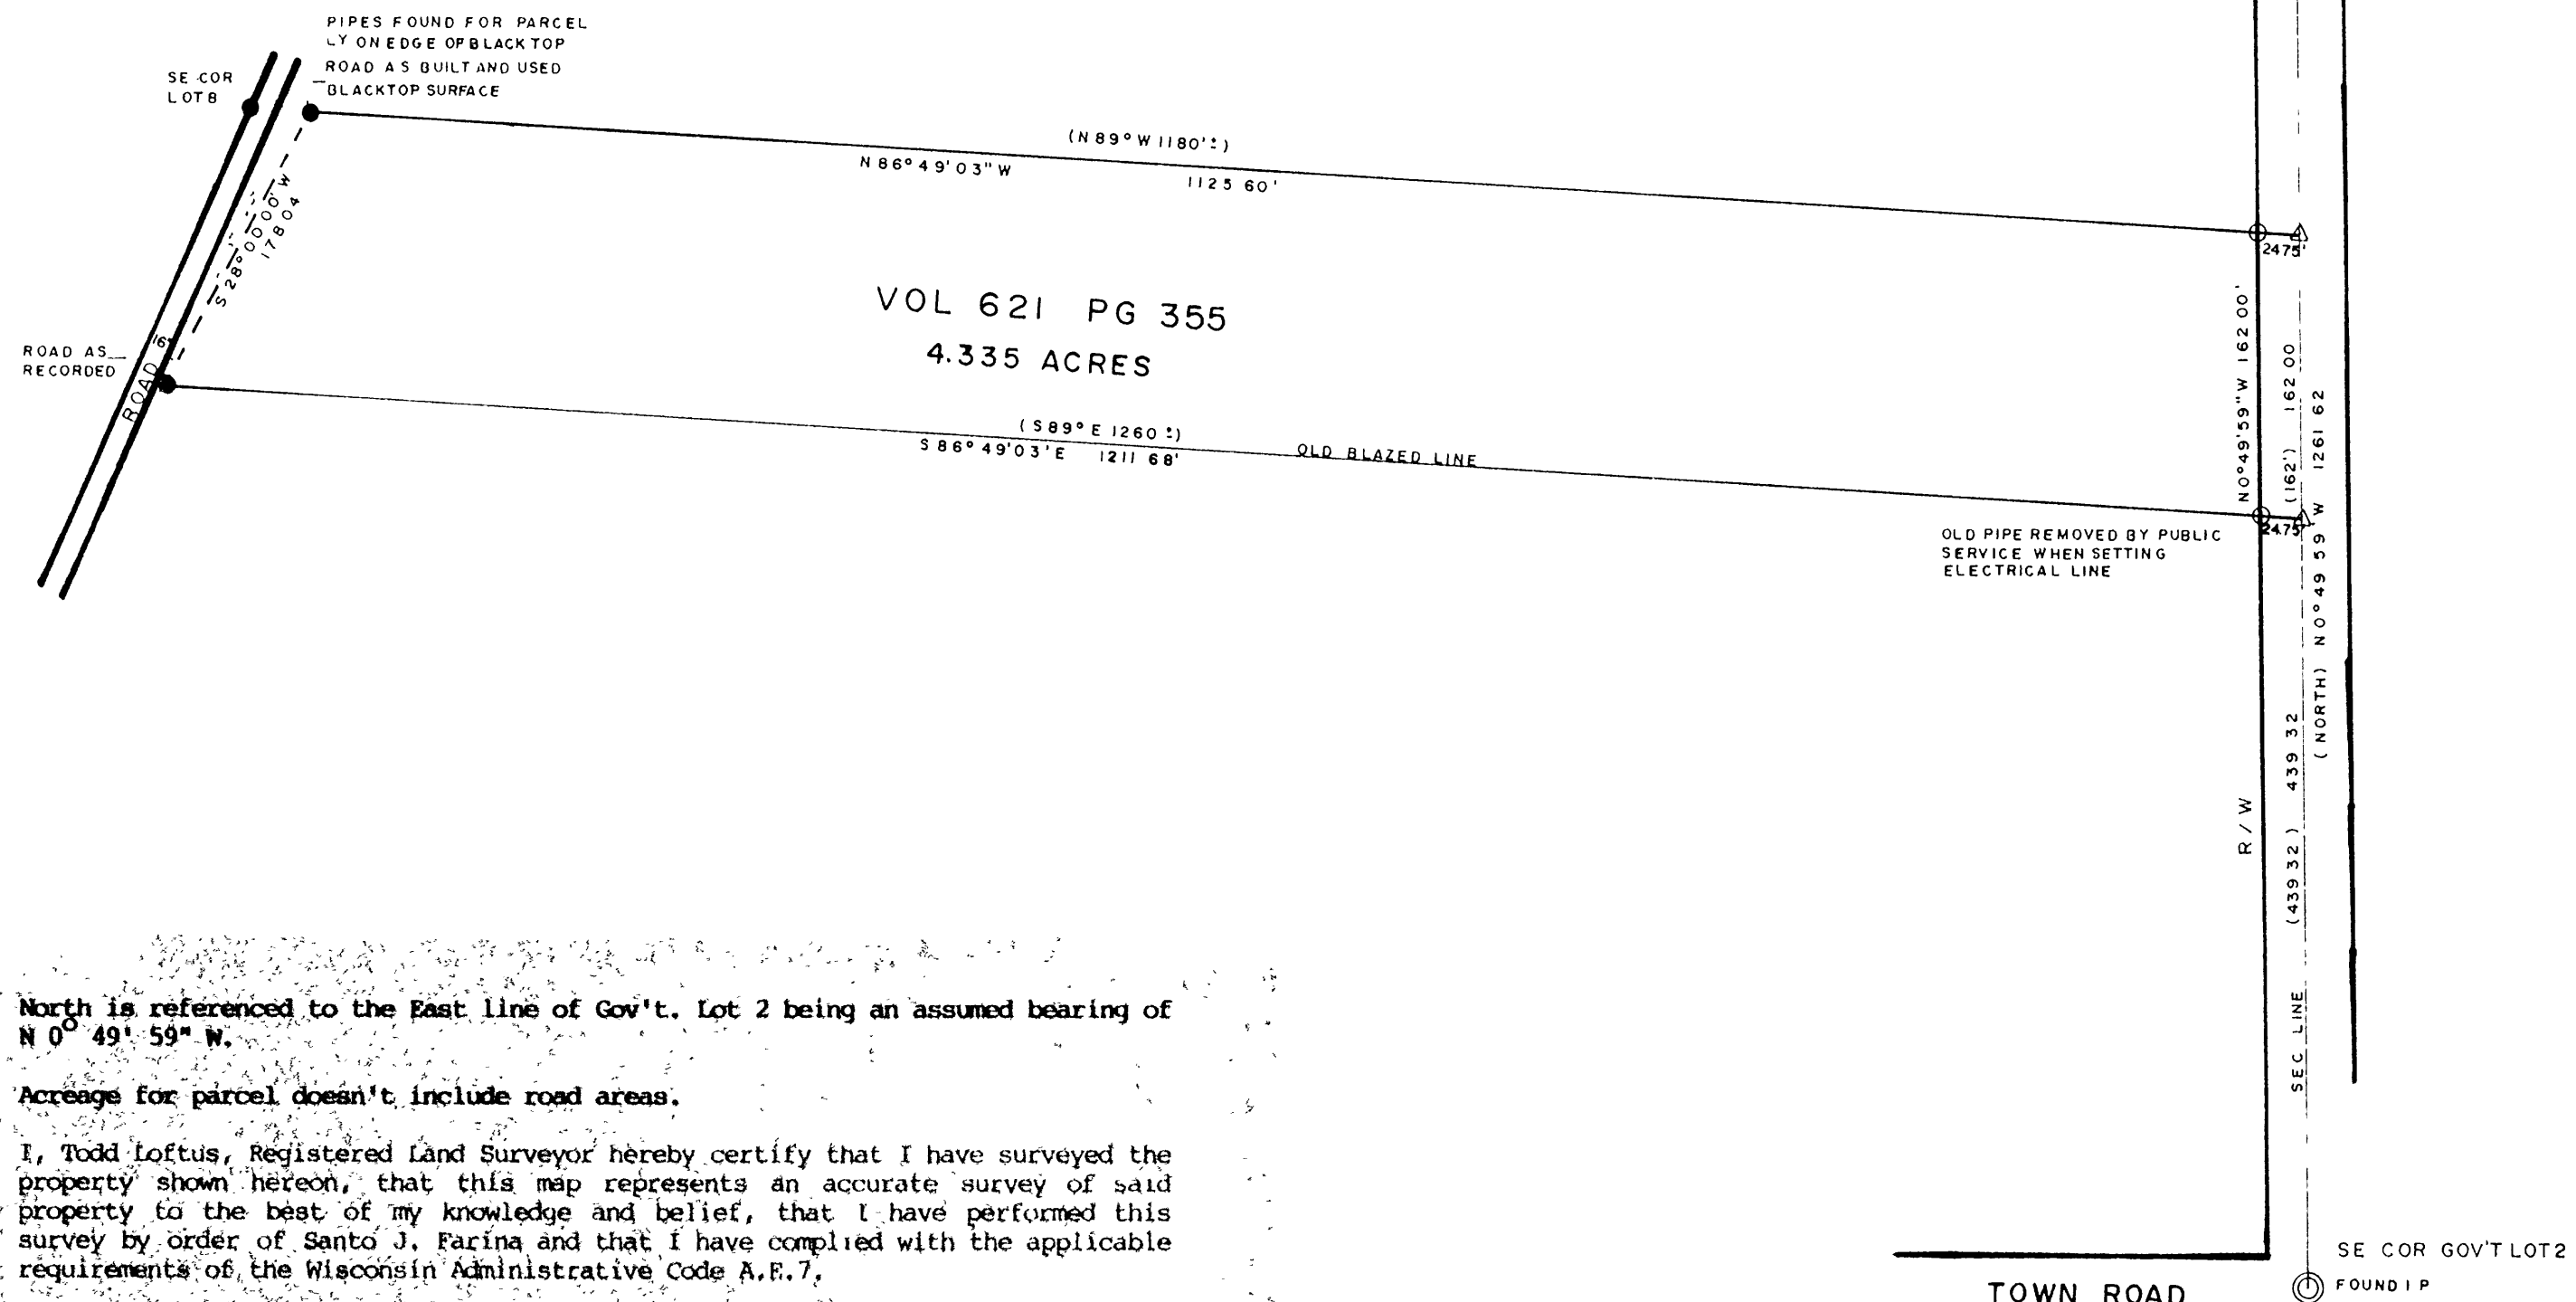 PIPES FOUND FOR PARCEL
LY ON EDGE OF BLACKTOP
ROAD AS BUILT AND USED
BLACKTOP SURFACE
SE COR
LOT 8
(N 89° W 1180'±)
N 86° 49' 03" W 1125 60'
S 28° 00' 00" W
178 04
2475'
VOL 621 PG 355
4.335 ACRES
N 0° 49' 59" W 162 00'
(162') 162 00
ROAD AS
RECORDED
16'
ROAD
(S 89° E 1260 ±)
S 86° 49' 03' E 1211 68'
OLD BLAZED LINE
2475'
OLD PIPE REMOVED BY PUBLIC
SERVICE WHEN SETTING
ELECTRICAL LINE
(NORTH) N 0° 49 59 W 1261 62
(439 32) 439 32
R/W
SEC LINE
North is referenced to the East line of Gov't. Lot 2 being an assumed bearing of
N 0° 49' 59" W.
Acreage for parcel doesn't include road areas.
I, Todd Loftus, Registered Land Surveyor hereby certify that I have surveyed the
property shown hereon, that this map represents an accurate survey of said
property to the best of my knowledge and belief, that I have performed this
survey by order of Santo J. Farina and that I have complied with the applicable
requirements of the Wisconsin Administrative Code A.E.7.
SE COR GOV'T LOT 2
FOUND I P
TOWN ROAD